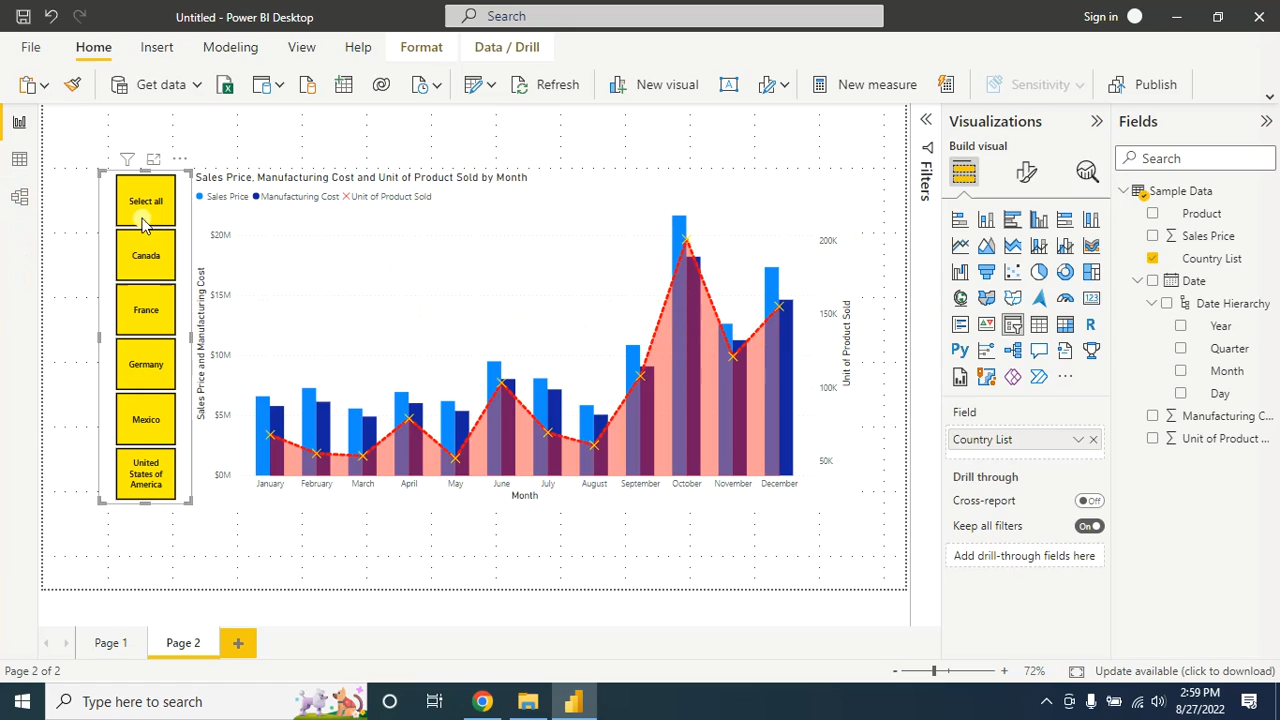 Untitled - Power BI Desktop
Search
Sign in
File
Home
Insert
Modeling
View
Help
Format
Data / Drill
Get data
Refresh
New visual
New measure
Sensitivity
Publish
Select all
Canada
France
Germany
Mexico
United
States of
America
Sales Price, Manufacturing Cost and Unit of Product Sold by Month
Sales Price
Manufacturing Cost
Unit of Product Sold
Sales Price and Manufacturing Cost
$20M
$15M
$10M
$5M
$0M
200K
150K
100K
50K
Unit of Product Sold
January
February
March
April
May
June
July
August
September
October
November
December
Month
Filters
Visualizations
Build visual
R
Py
123
Field
Country List
Drill through
Cross-report
Off
Keep all filters
On
Add drill-through fields here
Fields
Search
Sample Data
Product
Sales Price
Country List
Date
Date Hierarchy
Year
Quarter
Month
Day
Manufacturing C...
Unit of Product ...
Page 1
Page 2
Page 2 of 2
72%
Update available (click to download)
Type here to search
2:59 PM
8/27/2022